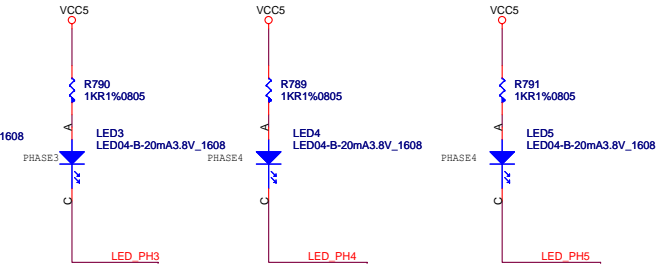 VCC5
VCC5
VCC5
R790
1KR1%0805
R789
1KR1%0805
R791
1KR1%0805
1608
A
LED3
LED04-B-20mA3.8V_1608
PHASE3
C
A
LED4
LED04-B-20mA3.8V_1608
PHASE4
C
A
LED5
LED04-B-20mA3.8V_1608
PHASE4
C
LED_PH3
LED_PH4
LED_PH5